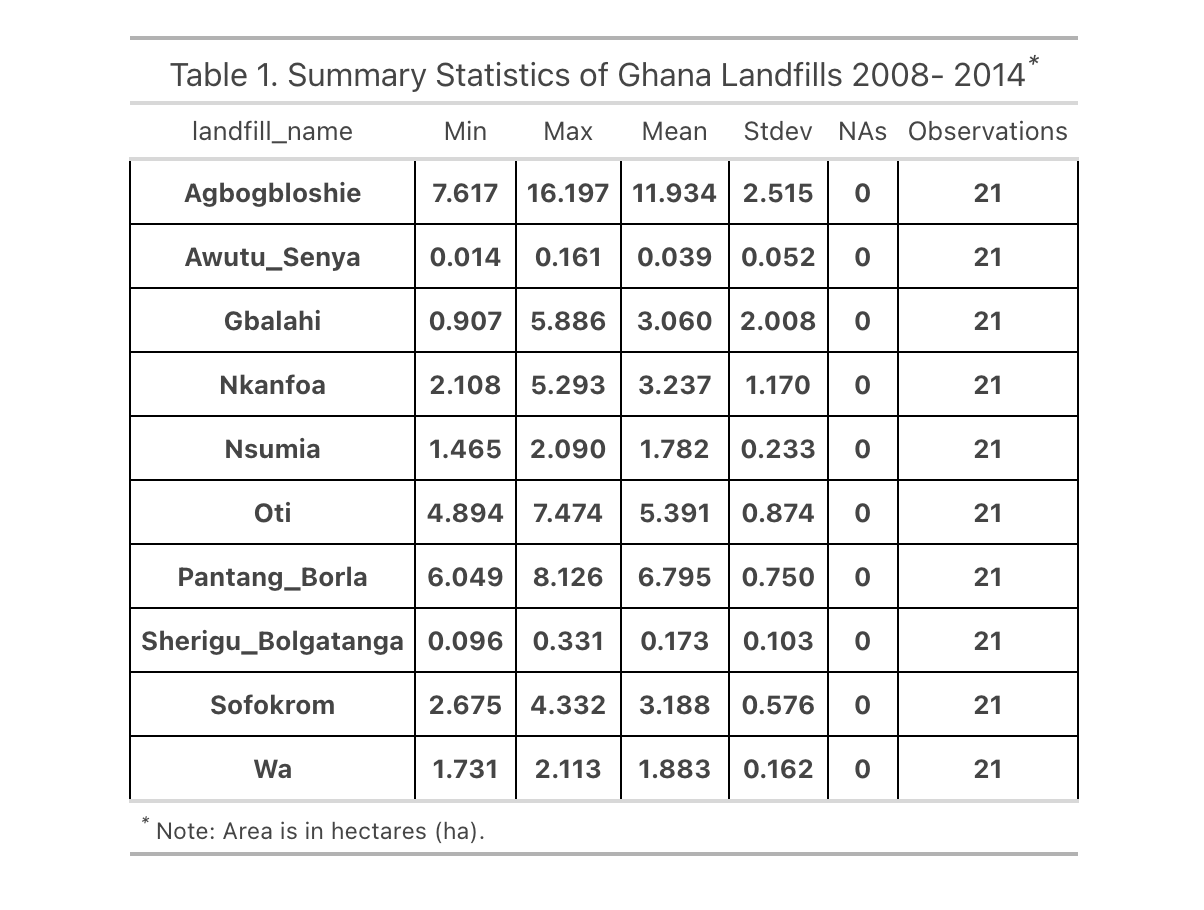 Table 1. Summary Statistics of Ghana Landfills 2008- 2014*
landfill_name Min Max Mean Stdev NAs Observations
Agbogbloshie 7.617 16.197 11.934 2.515 0 21
Awutu_Senya 0.014 0.161 0.039 0.052 0 21
Gbalahi 0.907 5.886 3.060 2.008 0 21
Nkanfoa 2.108 5.293 3.237 1.170 0 21
Nsumia 1.465 2.090 1.782 0.233 0 21
Oti 4.894 7.474 5.391 0.874 0 21
Pantang_Borla 6.049 8.126 6.795 0.750 0 21
Sherigu_Bolgatanga 0.096 0.331 0.173 0.103 0 21
Sofokrom 2.675 4.332 3.188 0.576 0 21
Wa 1.731 2.113 1.883 0.162 0 21
* Note: Area is in hectares (ha).